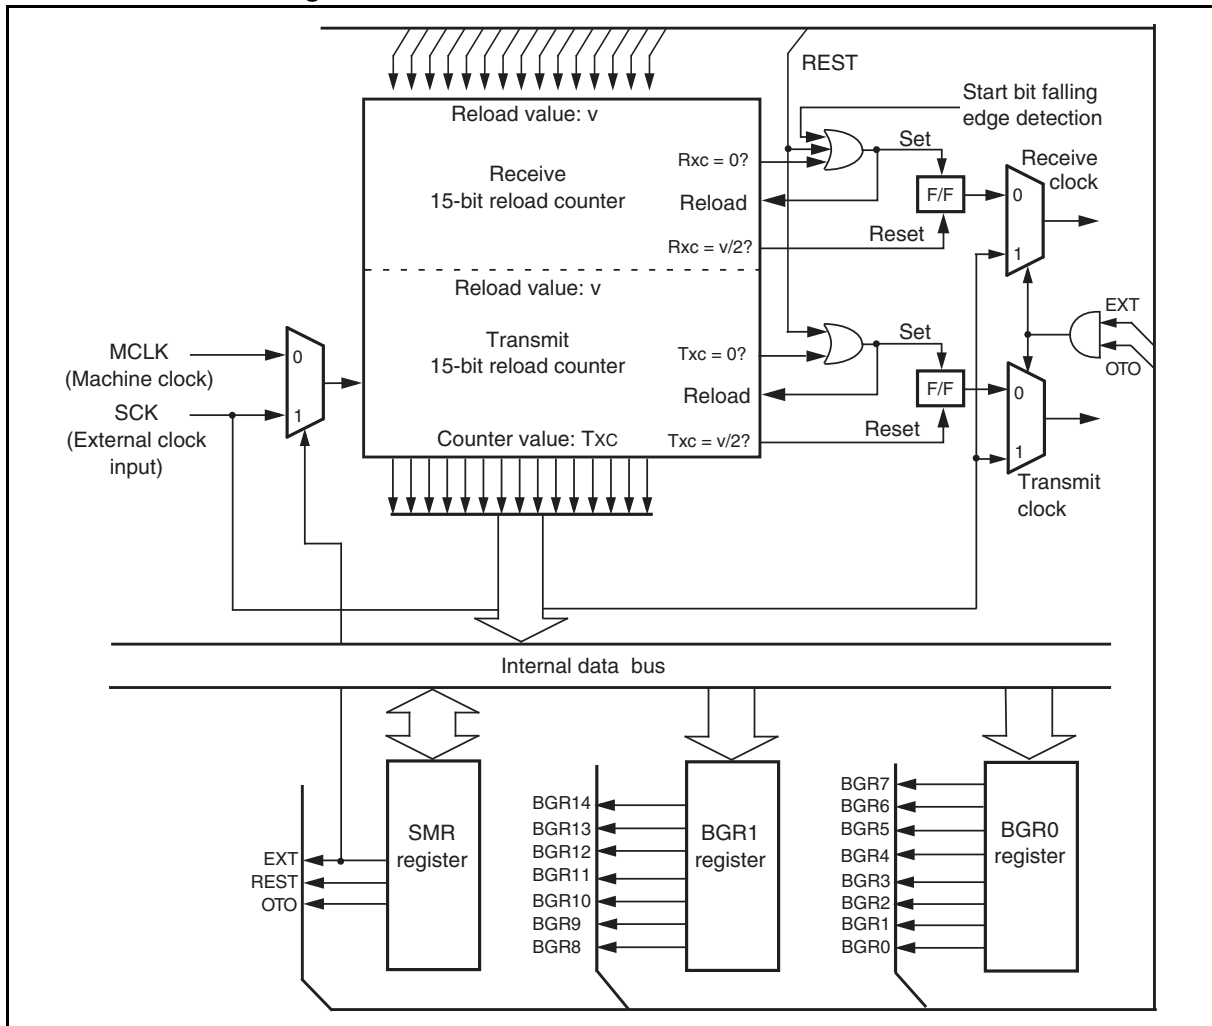 REST
Start bit falling
edge detection
Reload value: v
Receive
15-bit reload counter
Rxc = 0?
Reload
Rxc = v/2?
Set
F/F
Reset
Receive
clock
0
1
Reload value: v
Transmit
15-bit reload counter
Txc = 0?
Reload
Counter value: TXC
Txc = v/2?
Set
F/F
Reset
EXT
OTO
0
1
Transmit
clock
MCLK
(Machine clock)
SCK
(External clock
input)
0
1
Internal data bus
SMR
register
EXT
REST
OTO
BGR1
register
BGR14
BGR13
BGR12
BGR11
BGR10
BGR9
BGR8
BGR0
register
BGR7
BGR6
BGR5
BGR4
BGR3
BGR2
BGR1
BGR0